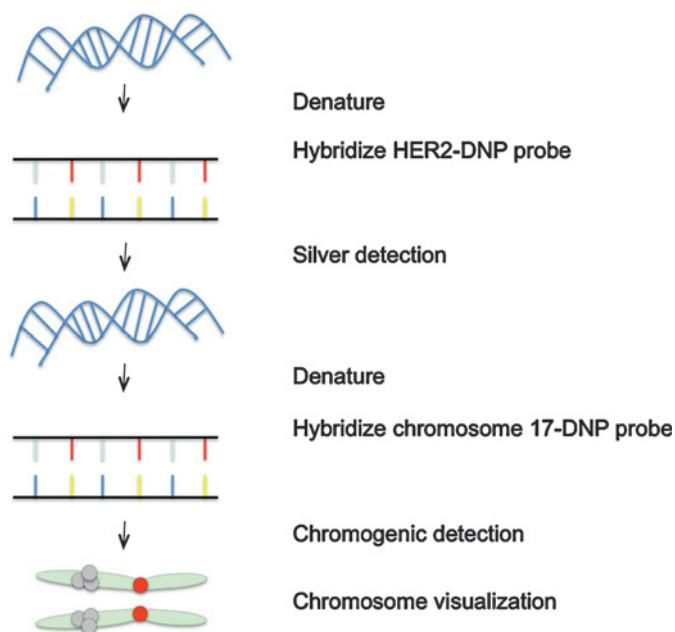 Denature
Hybridize HER2-DNP probe
Silver detection
Denature
Hybridize chromosome 17-DNP probe
Chromogenic detection
Chromosome visualization